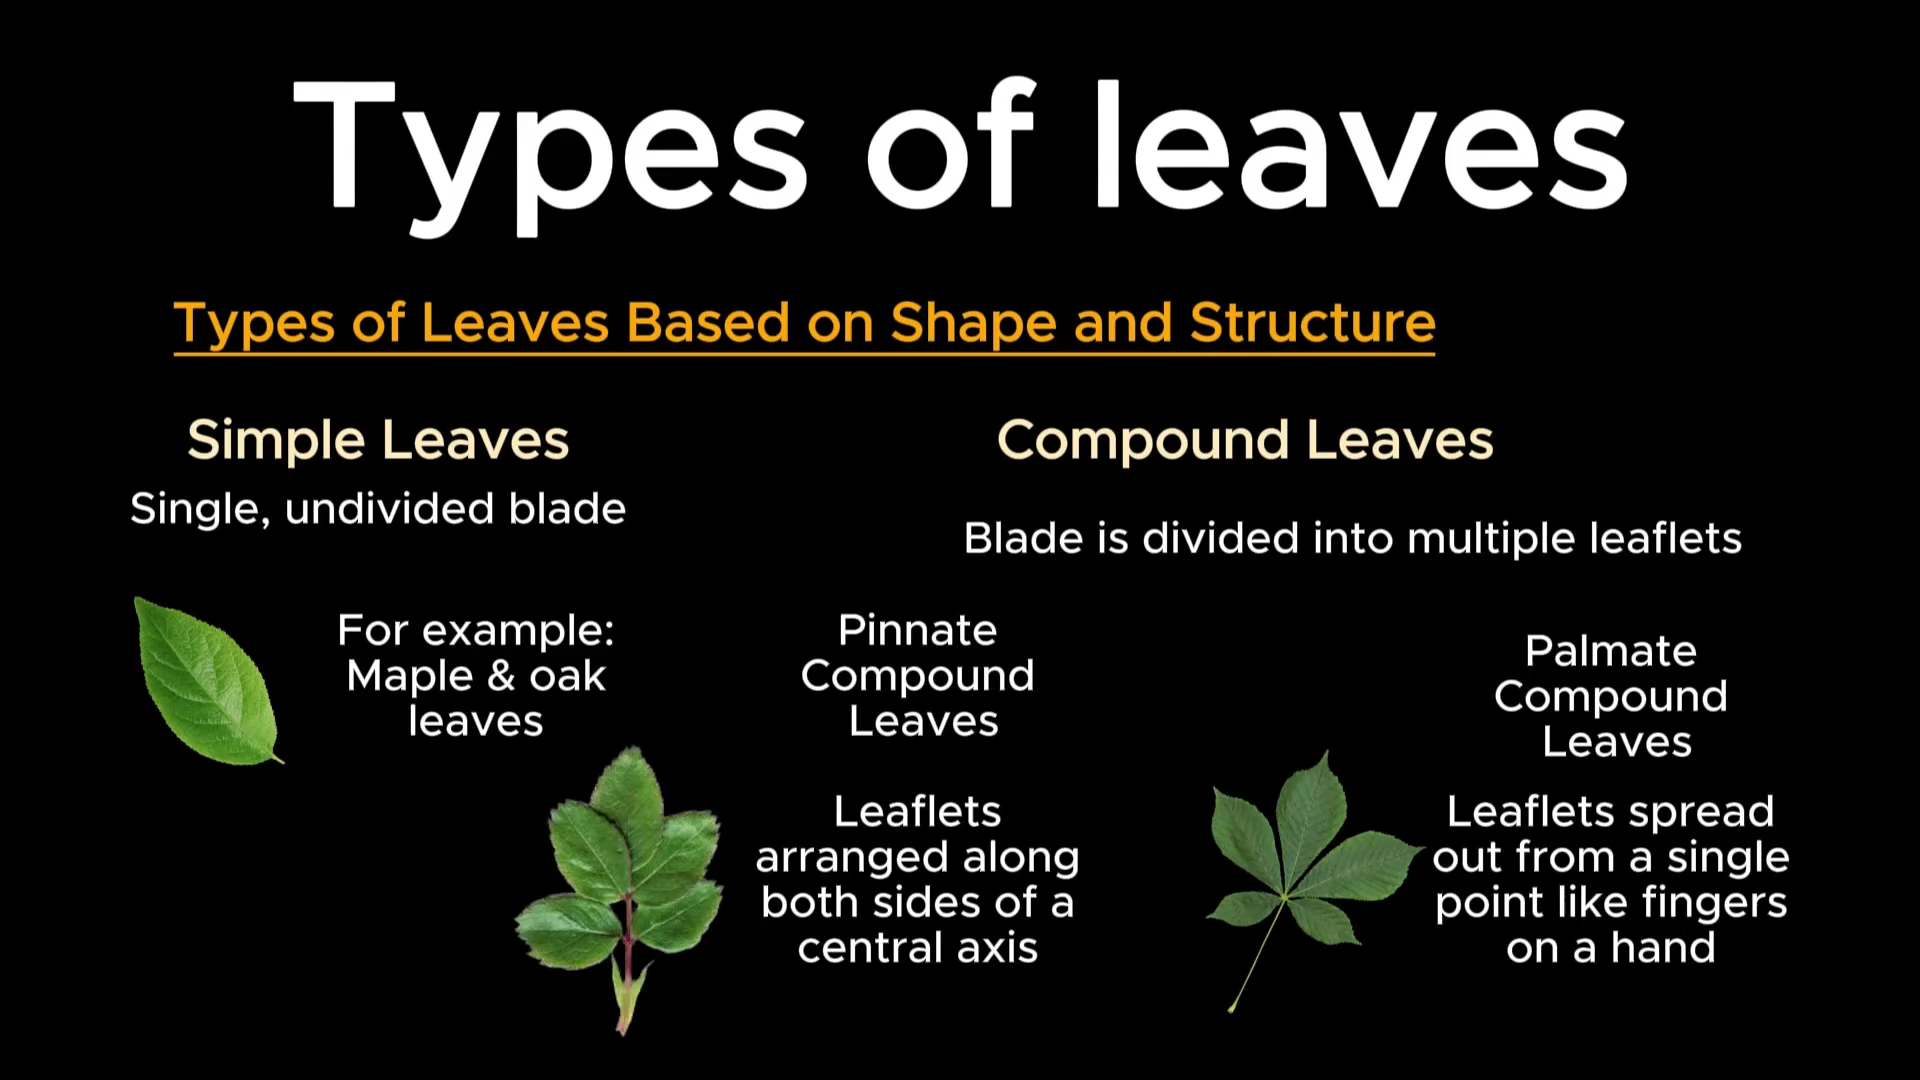 Types of leaves
Types of Leaves Based on Shape and Structure
Simple Leaves
Single, undivided blade
For example:
Maple & oak
leaves
Compound Leaves
Blade is divided into multiple leaflets
Pinnate
Compound
Leaves
Leaflets
arranged along
both sides of a
central axis
Palmate
Compound
Leaves
Leaflets spread
out from a single
point like fingers
on a hand